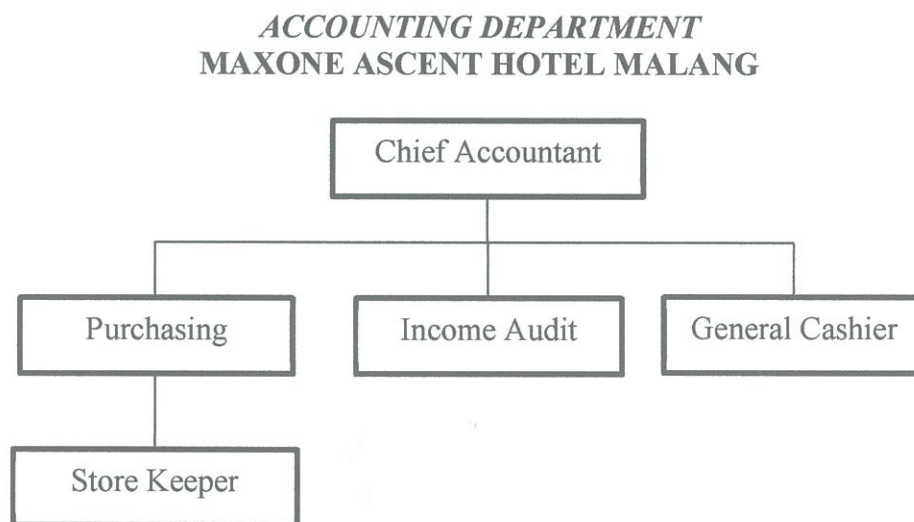 ACCOUNTING DEPARTMENT
MAXONE ASCENT HOTEL MALANG
Chief Accountant
Purchasing
Income Audit
General Cashier
Store Keeper